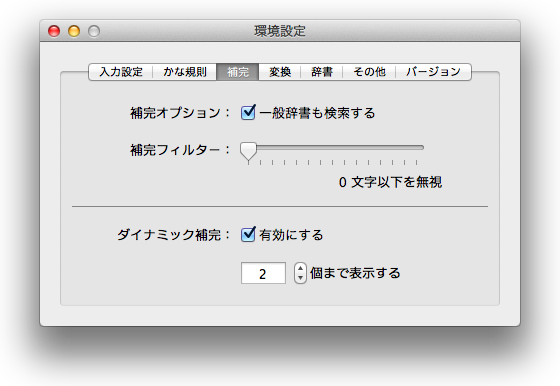 環境設定
入力設定 かな規則 補完 変換 辞書 その他 バージョン
補完オプション： 一般辞書も検索する
補完フィルター：
0 文字以下を無視
ダイナミック補完： 有効にする
2 個まで表示する